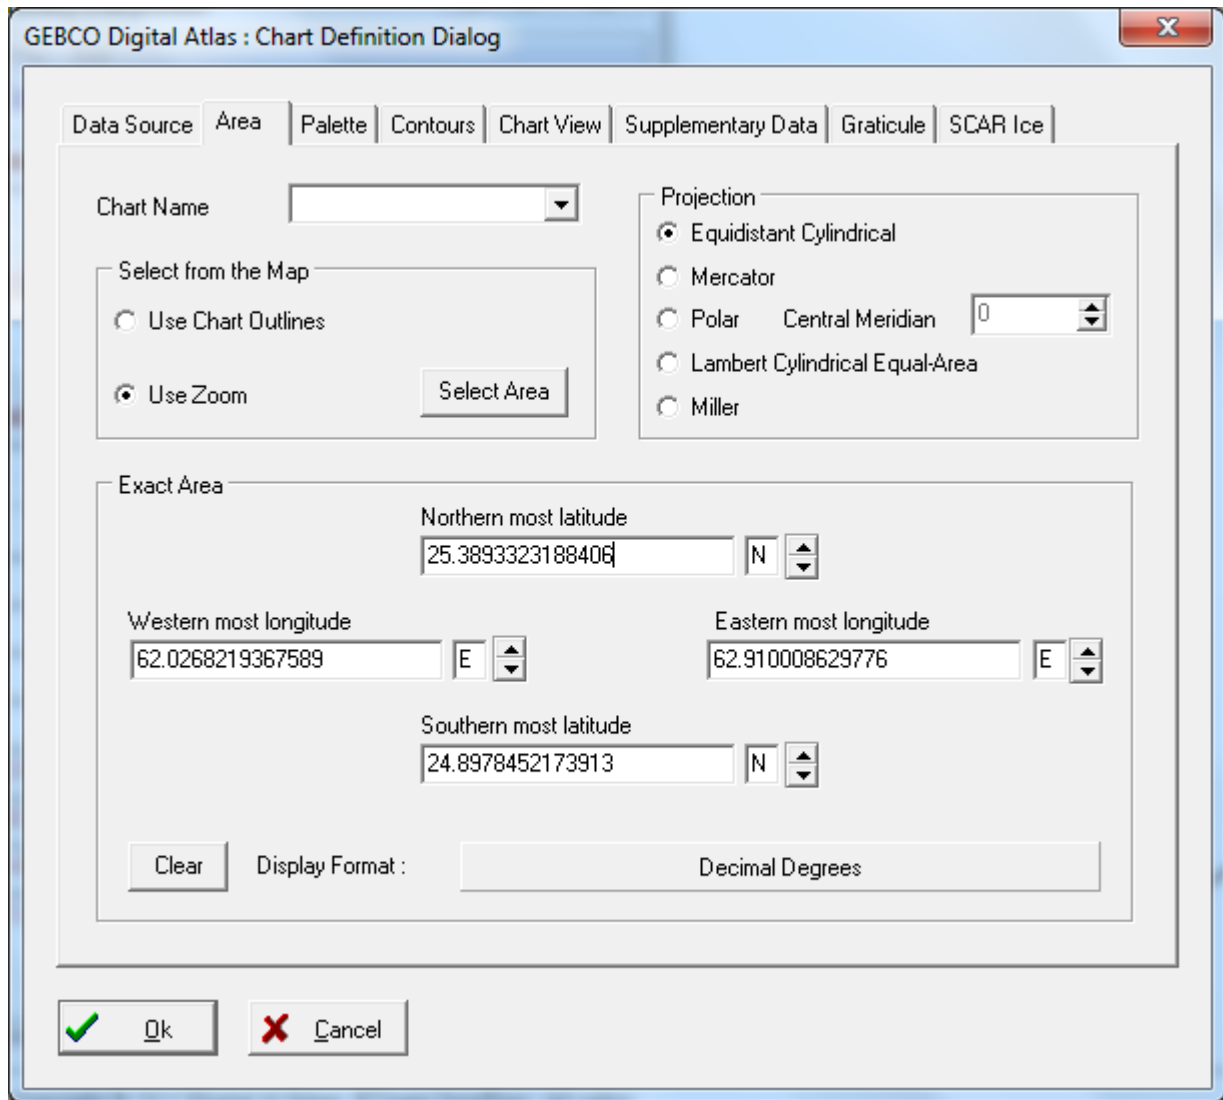 GEBCO Digital Atlas : Chart Definition Dialog
Data Source Area Palette Contours Chart View Supplementary Data Graticule SCAR Ice
Chart Name
Select from the Map
Use Chart Outlines
Use Zoom
Select Area
Projection
Equidistant Cylindrical
Mercator
Polar Central Meridian 0
Lambert Cylindrical Equal-Area
Miller
Exact Area
Northern most latitude
25.3893323188406 N
Western most longitude
62.0268219367589 E
Eastern most longitude
62.910008629776 E
Southern most latitude
24.8978452173913 N
Clear Display Format : Decimal Degrees
Ok Cancel